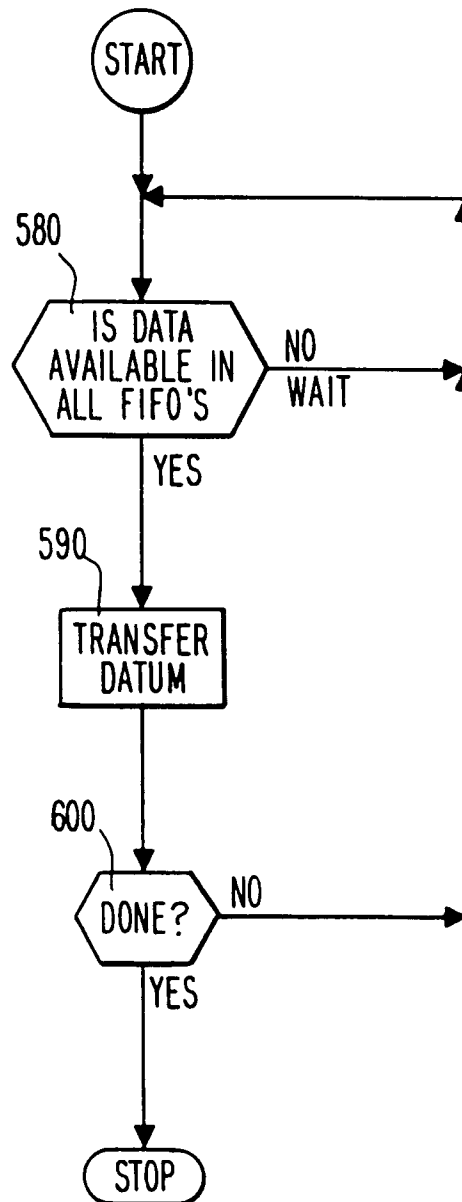 START
580
IS DATA
AVAILABLE IN
ALL FIFO'S
NO
WAIT
YES
590
TRANSFER
DATUM
600
DONE?
NO
YES
STOP